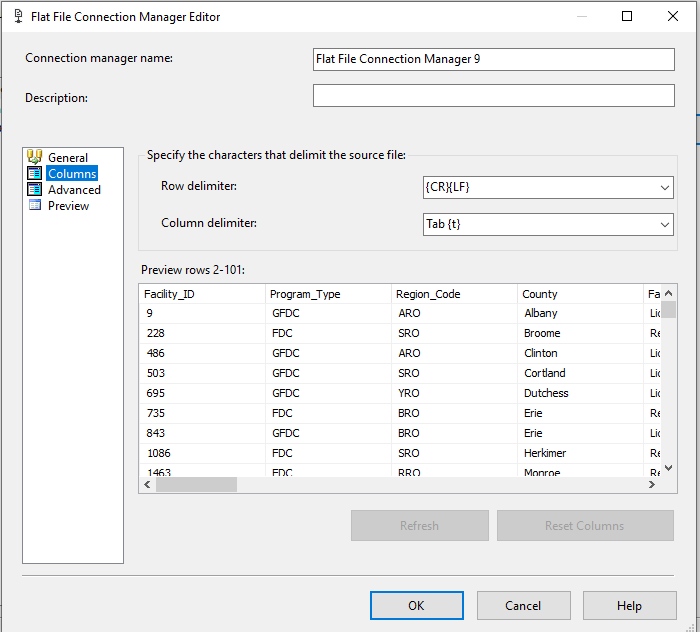 Flat File Connection Manager Editor
Connection manager name: Flat File Connection Manager 9
Description:
General
Columns
Advanced
Preview
Specify the characters that delimit the source file:
Row delimiter: {CR}{LF}
Column delimiter: Tab {t}
Preview rows 2-101:
Facility_ID Program_Type Region_Code County Fa
9 GFDC ARO Albany Lic
228 FDC SRO Broome Re
486 GFDC ARO Clinton Lic
503 GFDC SRO Cortland Lic
695 GFDC YRO Dutchess Lic
735 FDC BRO Erie Re
843 GFDC BRO Erie Lic
1086 FDC SRO Herkimer Re
1463 FDC RRO Monroe Re
Refresh Reset Columns
OK Cancel Help